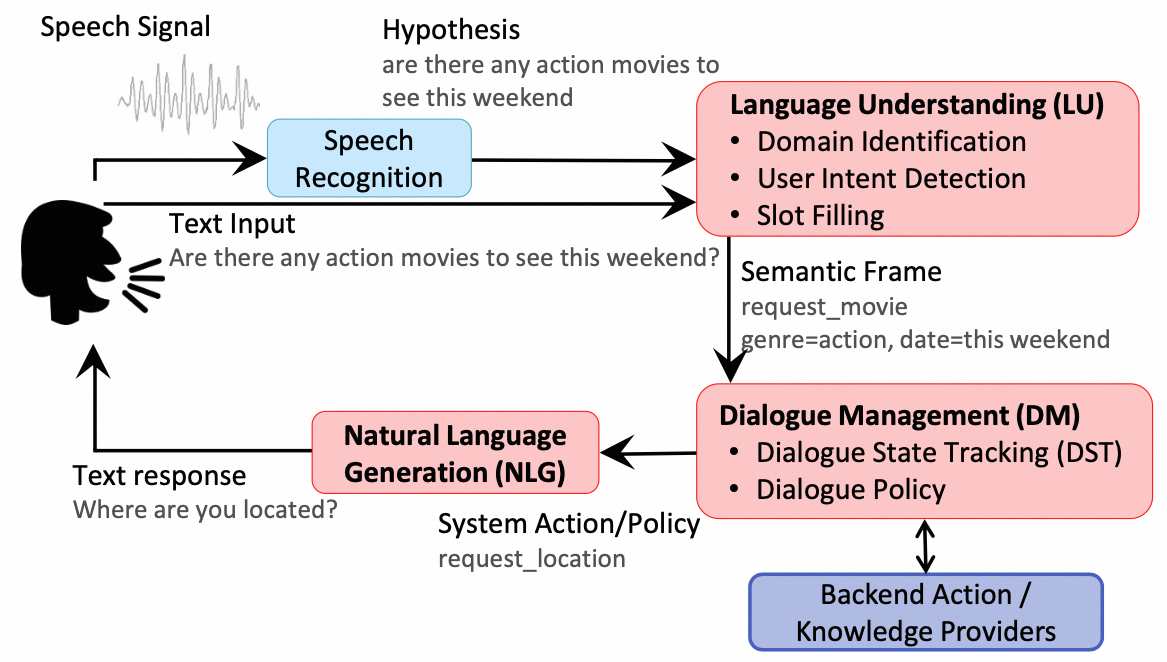 Speech Signal
Hypothesis
are there any action movies to
see this weekend
Speech
Recognition
Language Understanding (LU)
• Domain Identification
• User Intent Detection
• Slot Filling
Text Input
Are there any action movies to see this weekend?
Semantic Frame
request_movie
genre=action, date=this weekend
Dialogue Management (DM)
• Dialogue State Tracking (DST)
• Dialogue Policy
Natural Language
Generation (NLG)
Text response
Where are you located?
System Action/Policy
request_location
Backend Action /
Knowledge Providers